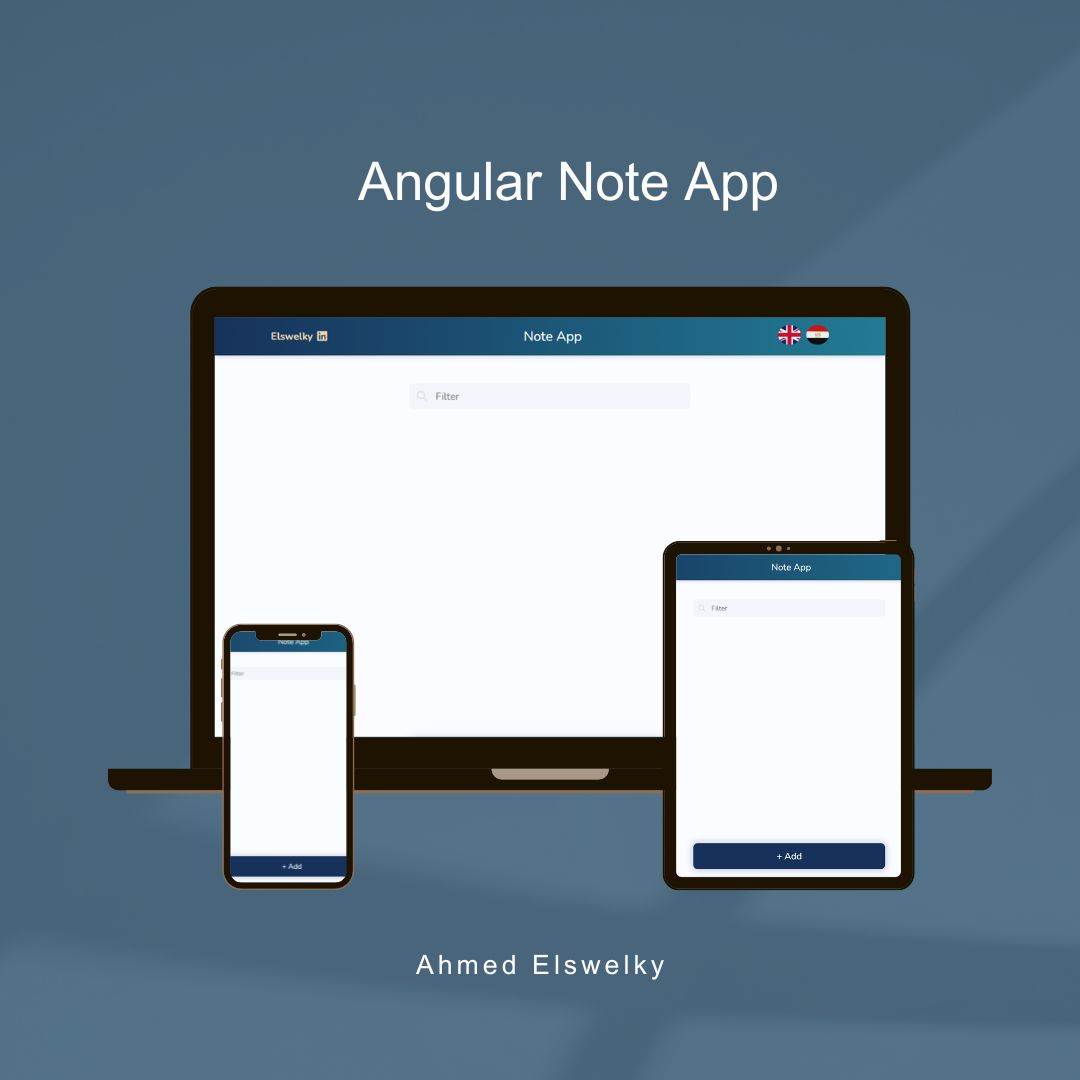 Angular Note App
Elswelky in
Note App
Filter
Note App
Filter
+ Add
Note App
Filter
+ Add
Ahmed Elswelky